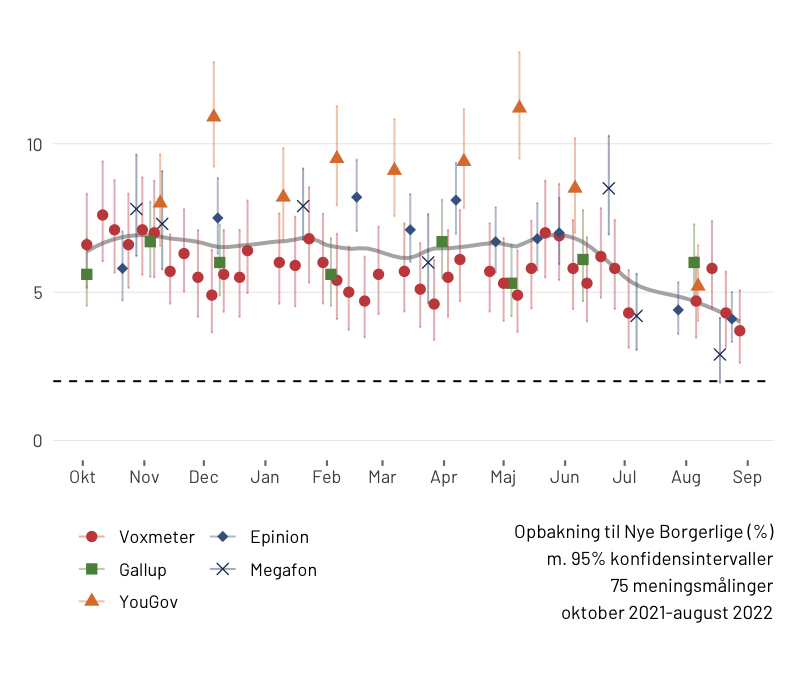 10
5
0
Okt Nov Dec Jan Feb Mar Apr Maj Jun Jul Aug Sep
Voxmeter Epinion
Gallup Megafon
YouGov
Opbakning til Nye Borgerlige (%)
m. 95% konfidensintervaller
75 meningsmålinger
oktober 2021-august 2022